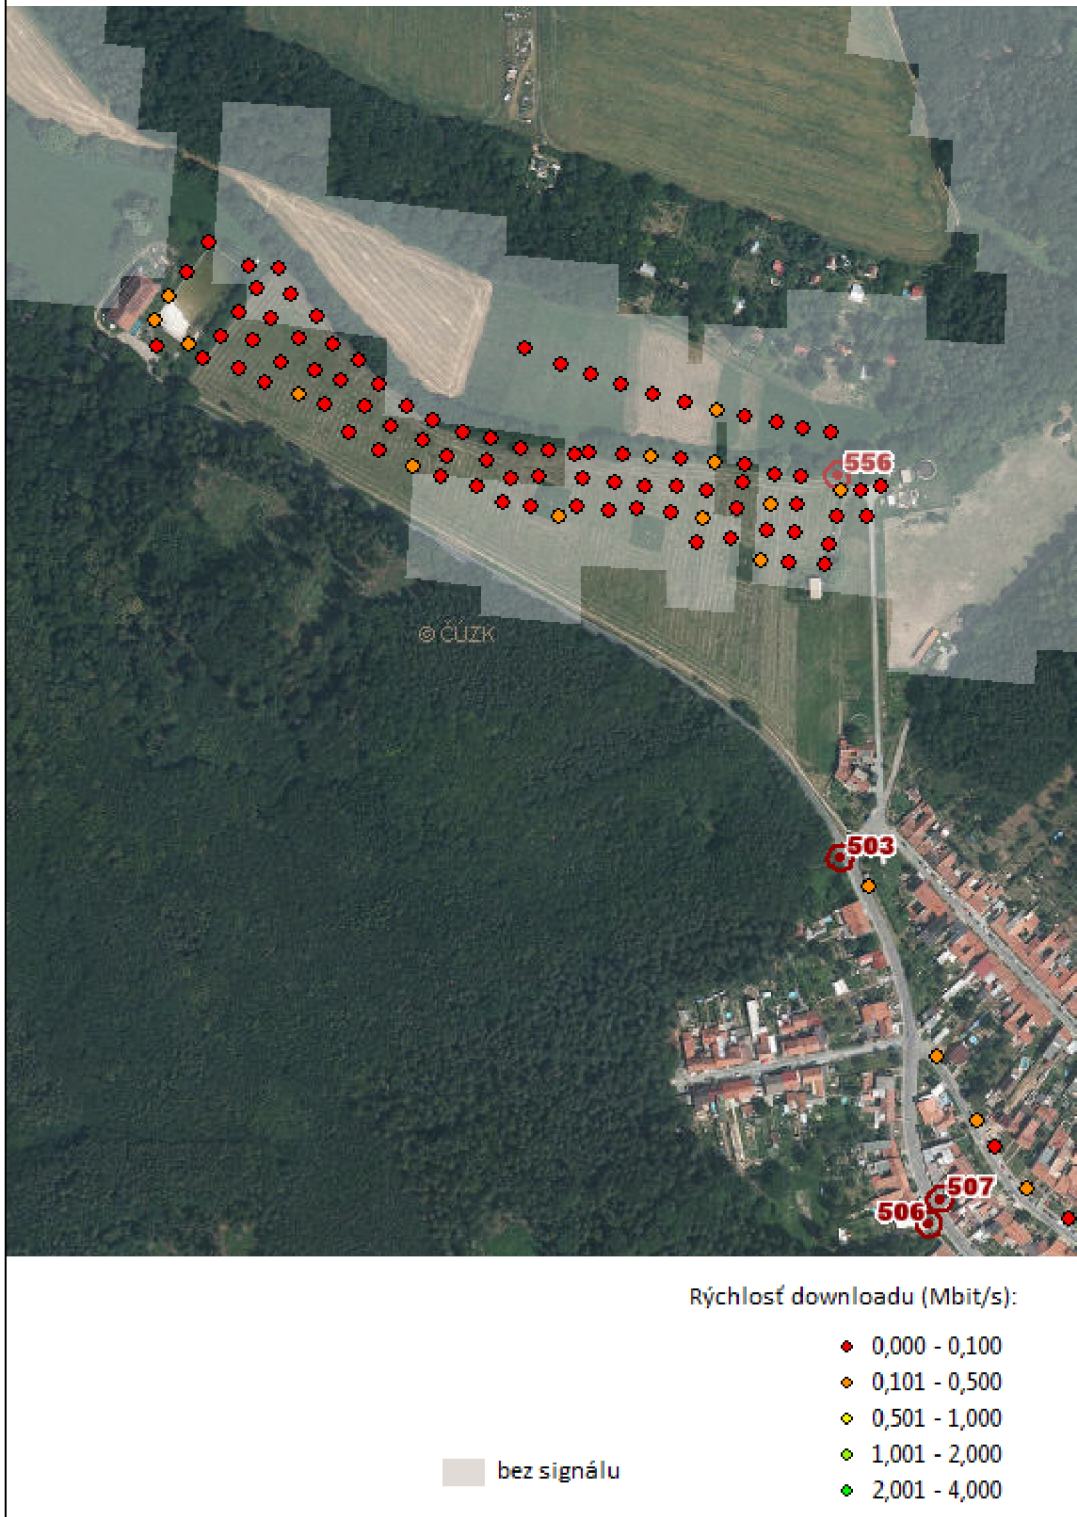 556
© ČÚZK
503
507
506
Rýchlosť downloadu (Mbit/s):
0,000 - 0,100
0,101 - 0,500
0,501 - 1,000
1,001 - 2,000
2,001 - 4,000
bez signálu